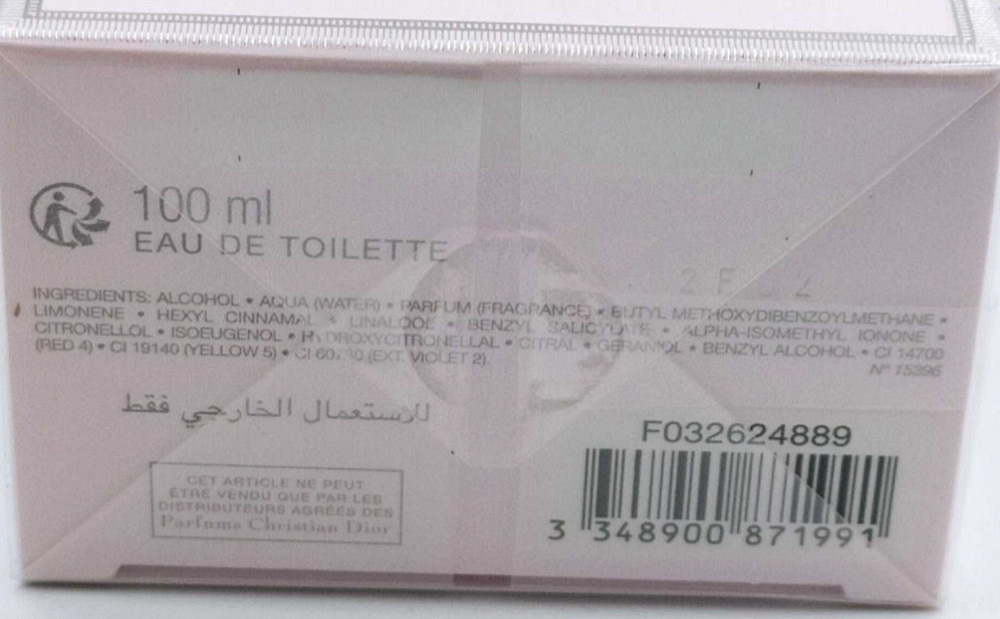 100 ml
EAU DE TOILETTE
INGREDIENTS: ALCOHOL • AQUA (WATER) • PARFUM (FRAGRANCE) • BUTYL METHOXYDIBENZOYLMETHANE •
LIMONENE • HEXYL CINNAMAL • LINALOOL • BENZYL SALICYLATE • ALPHA-ISOMETHYL IONONE •
CITRONELLOL • ISOEUGENOL • HYDROXYCITRONELLAL • CITRAL • GERANIOL • BENZYL ALCOHOL • CI 14700
(RED 4) • CI 19140 (YELLOW 5) • (EXT. VIOLET 2).
N° 15396
للاستعمال الخارجي فقط
F032624889
CET ARTICLE NE PEUT
ÊTRE VENDU QUE PAR LES
DISTRIBUTEURS AGRÉÉS DES
Parfums Christian Dior
3 348900 871991